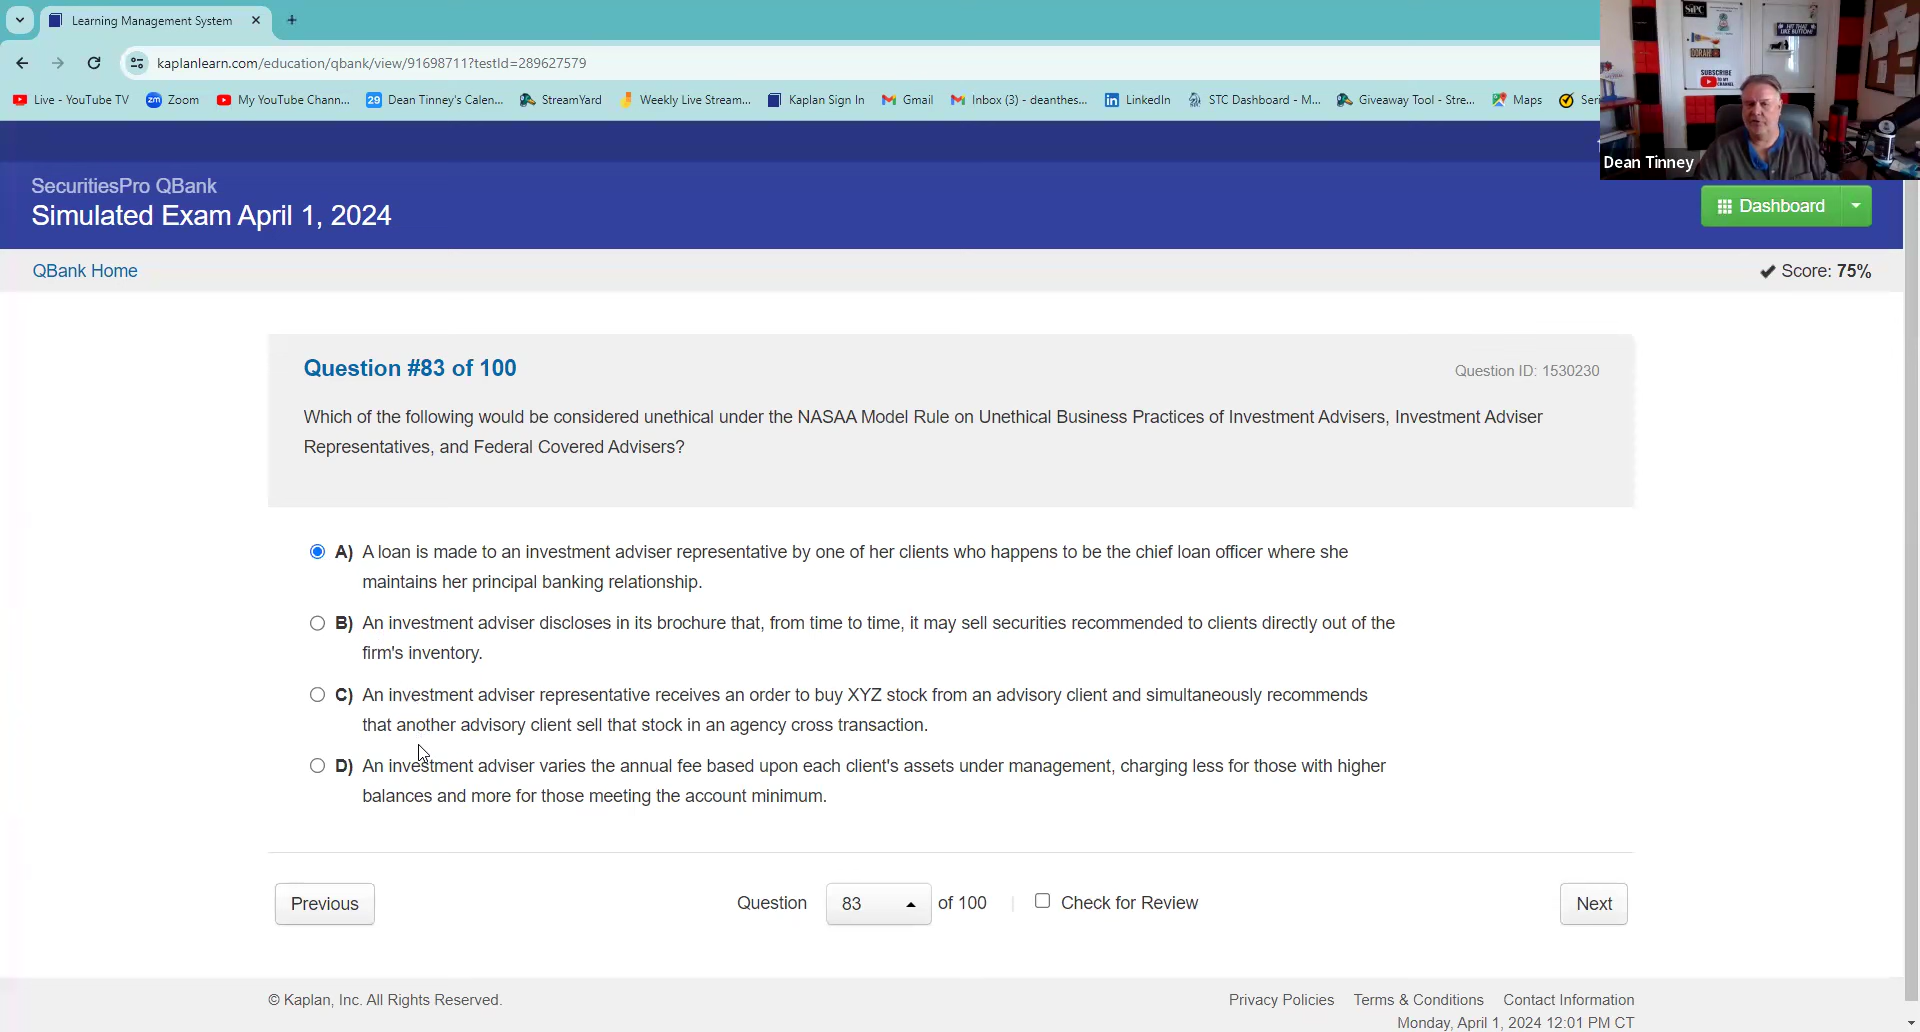 Learning Management System
kaplanlearn.com/education/qbank/view/91698711?testId=289627579
Live - YouTube TV
Zoom
My YouTube Chann...
29 Dean Tinney's Calen...
StreamYard
Weekly Live Stream...
Kaplan Sign In
Gmail
Inbox (3) - deanthes...
LinkedIn
STC Dashboard - M...
Giveaway Tool - Stre...
Maps
Seri
SIPC
HIT THAT LIKE BUTTON!
SUBSCRIBE
Dean Tinney
SecuritiesPro QBank
Simulated Exam April 1, 2024
Dashboard
QBank Home
Score: 75%
Question #83 of 100
Question ID: 1530230
Which of the following would be considered unethical under the NASAA Model Rule on Unethical Business Practices of Investment Advisers, Investment Adviser
Representatives, and Federal Covered Advisers?
A) A loan is made to an investment adviser representative by one of her clients who happens to be the chief loan officer where she
maintains her principal banking relationship.
B) An investment adviser discloses in its brochure that, from time to time, it may sell securities recommended to clients directly out of the
firm's inventory.
C) An investment adviser representative receives an order to buy XYZ stock from an advisory client and simultaneously recommends
that another advisory client sell that stock in an agency cross transaction.
D) An investment adviser varies the annual fee based upon each client's assets under management, charging less for those with higher
balances and more for those meeting the account minimum.
Previous
Question 83 of 100
Check for Review
Next
© Kaplan, Inc. All Rights Reserved.
Privacy Policies Terms & Conditions Contact Information
Monday, April 1, 2024 12:01 PM CT